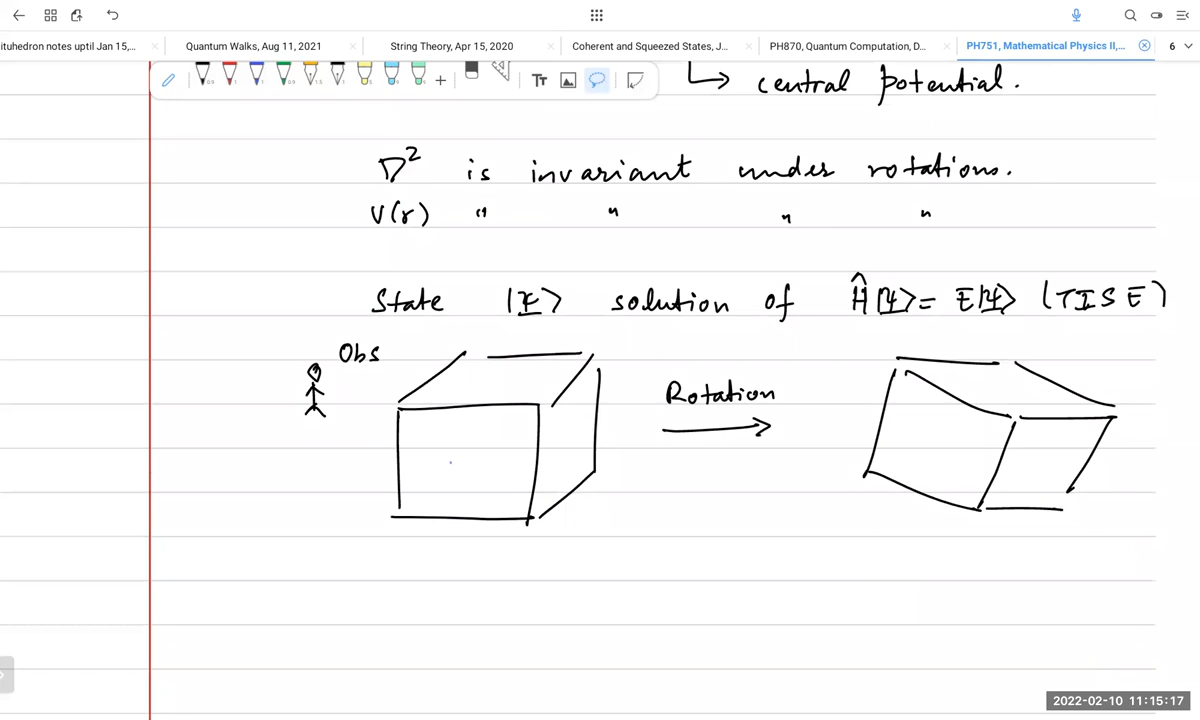 ituhedron notes uptil Jan 15,... Quantum Walks, Aug 11, 2021 String Theory, Apr 15, 2020 Coherent and Squeezed States, J... PH870, Quantum Computation, D... PH751, Mathematical Physics II,... 6
Tт
central potential.
∇² is invariant under rotations.
V(r) " " " "
State |Ψ> solution of Ĥ|Ψ> = E|Ψ> (TISE)
Obs
Rotation
2022-02-10 11:15:17